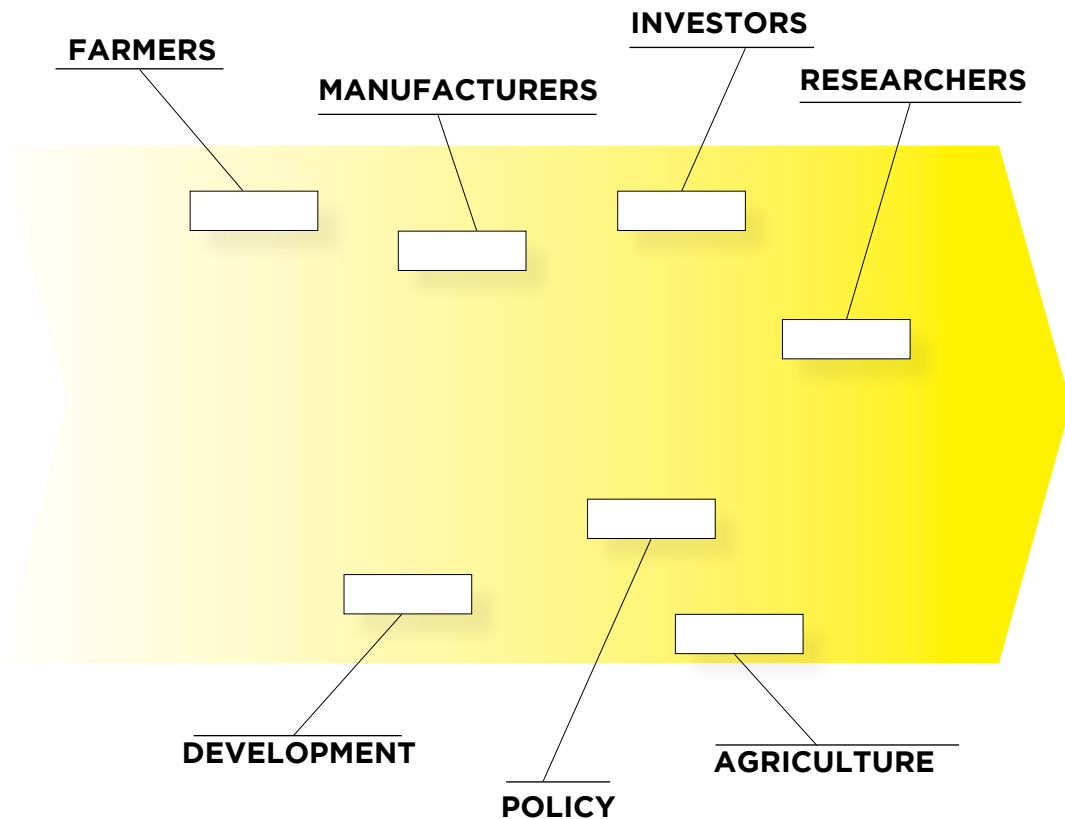 INVESTORS
FARMERS
RESEARCHERS
MANUFACTURERS
DEVELOPMENT
AGRICULTURE
POLICY